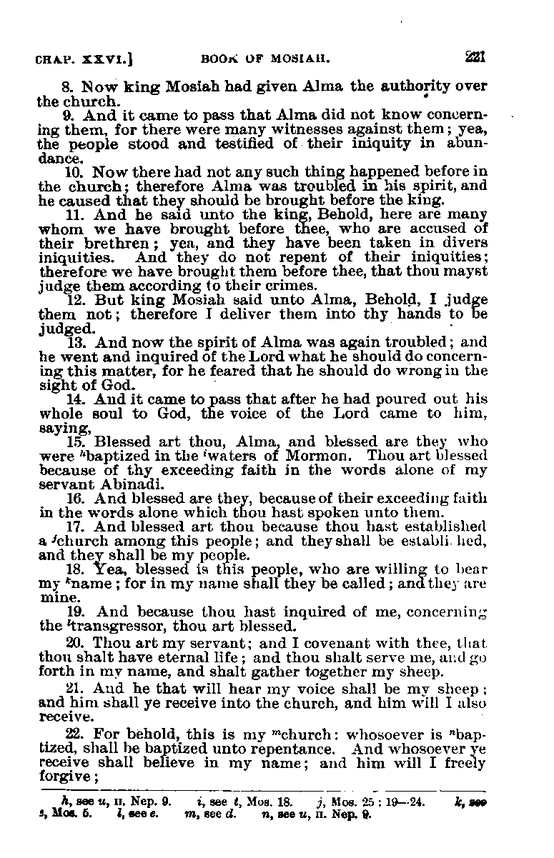 CHAP. XXVI.] BOOK OF MOSIAH. 221
8. Now king Mosiah had given Alma the authority over
the church.
9. And it came to pass that Alma did not know concern-
ing them, for there were many witnesses against them; yea,
the people stood and testified of their iniquity in abun-
dance.
10. Now there had not any such thing happened before in
the church; therefore Alma was troubled in his spirit, and
he caused that they should be brought before the king.
11. And he said unto the king, Behold, here are many
whom we have brought before thee, who are accused of
their brethren; yea, and they have been taken in divers
iniquities. And they do not repent of their iniquities;
therefore we have brought them before thee, that thou mayst
judge them according to their crimes.
12. But king Mosiah said unto Alma, Behold, I judge
them not; therefore I deliver them into thy hands to be
judged.
13. And now the spirit of Alma was again troubled; and
he went and inquired of the Lord what he should do concern-
ing this matter, for he feared that he should do wrong in the
sight of God.
14. And it came to pass that after he had poured out his
whole soul to God, the voice of the Lord came to him,
saying,
15. Blessed art thou, Alma, and blessed are they who
were ʰbaptized in the ⁱwaters of Mormon. Thou art blessed
because of thy exceeding faith in the words alone of my
servant Abinadi.
16. And blessed are they, because of their exceeding faith
in the words alone which thou hast spoken unto them.
17. And blessed art thou because thou hast established
a ʲchurch among this people; and they shall be established,
and they shall be my people.
18. Yea, blessed is this people, who are willing to bear
my ᵏname; for in my name shall they be called; and they are
mine.
19. And because thou hast inquired of me, concerning
the ˡtransgressor, thou art blessed.
20. Thou art my servant; and I covenant with thee, that
thou shalt have eternal life; and thou shalt serve me, and go
forth in my name, and shalt gather together my sheep.
21. And he that will hear my voice shall be my sheep;
and him shall ye receive into the church, and him will I also
receive.
22. For behold, this is my ᵐchurch: whosoever is ⁿbap-
tized, shall be baptized unto repentance. And whosoever ye
receive shall believe in my name; and him will I freely
forgive;
h, see u, II. Nep. 9. i, see t, Mos. 18. j, Mos. 25: 19—24. k, see
s, Mos. 5. l, see e. m, see d. n, see u, II. Nep. 9.